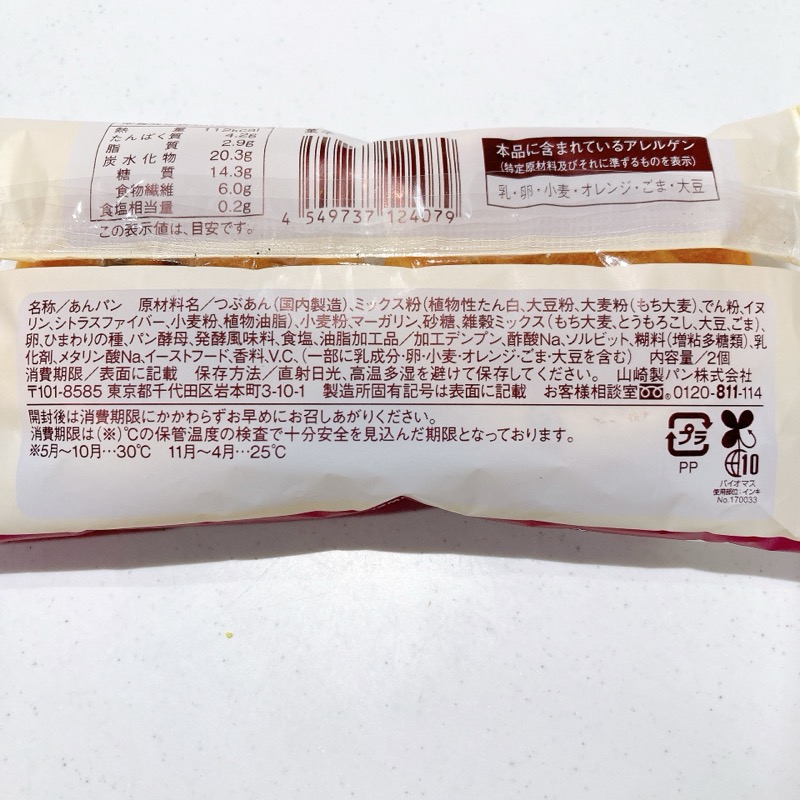 熱量 112kcal
たんぱく質 4.2g
脂質 2.9g
炭水化物 20.3g
糖質 14.3g
食物繊維 6.0g
食塩相当量 0.2g
この表示値は、目安です。
4 549737 124079
本品に含まれているアレルゲン
(特定原材料及びそれに準ずるものを表示)
乳・卵・小麦・オレンジ・ごま・大豆
名称/あんパン 原材料名/つぶあん(国内製造)、ミックス粉(植物性たん白、大豆粉、大麦粉(もち大麦)、でん粉、イヌ
リン、シトラスファイバー、小麦粉、植物油脂)、小麦粉、マーガリン、砂糖、雑穀ミックス(もち大麦、とうもろこし、大豆、ごま)、
卵、ひまわりの種、パン酵母、発酵風味料、食塩、油脂加工品/加工デンプン、酢酸Na、ソルビット、糊料(増粘多糖類)、乳
化剤、メタリン酸Na、イーストフード、香料、V.C、(一部に乳成分・卵・小麦・オレンジ・ごま・大豆を含む) 内容量/2個
消費期限/表面に記載 保存方法/直射日光、高温多湿を避けて保存してください。 山崎製パン株式会社
〒101-8585 東京都千代田区岩本町3-10-1 製造所固有記号は表面に記載 お客様相談室 0120-811-114
開封後は消費期限にかかわらずお早めにお召しあがりください。
消費期限は(※)℃の保管温度の検査で十分安全を見込んだ期限となっております。
※5月~10月…30℃ 11月~4月…25℃
プラ
PP
10
バイオマス
使用部位:インキ
No.170033